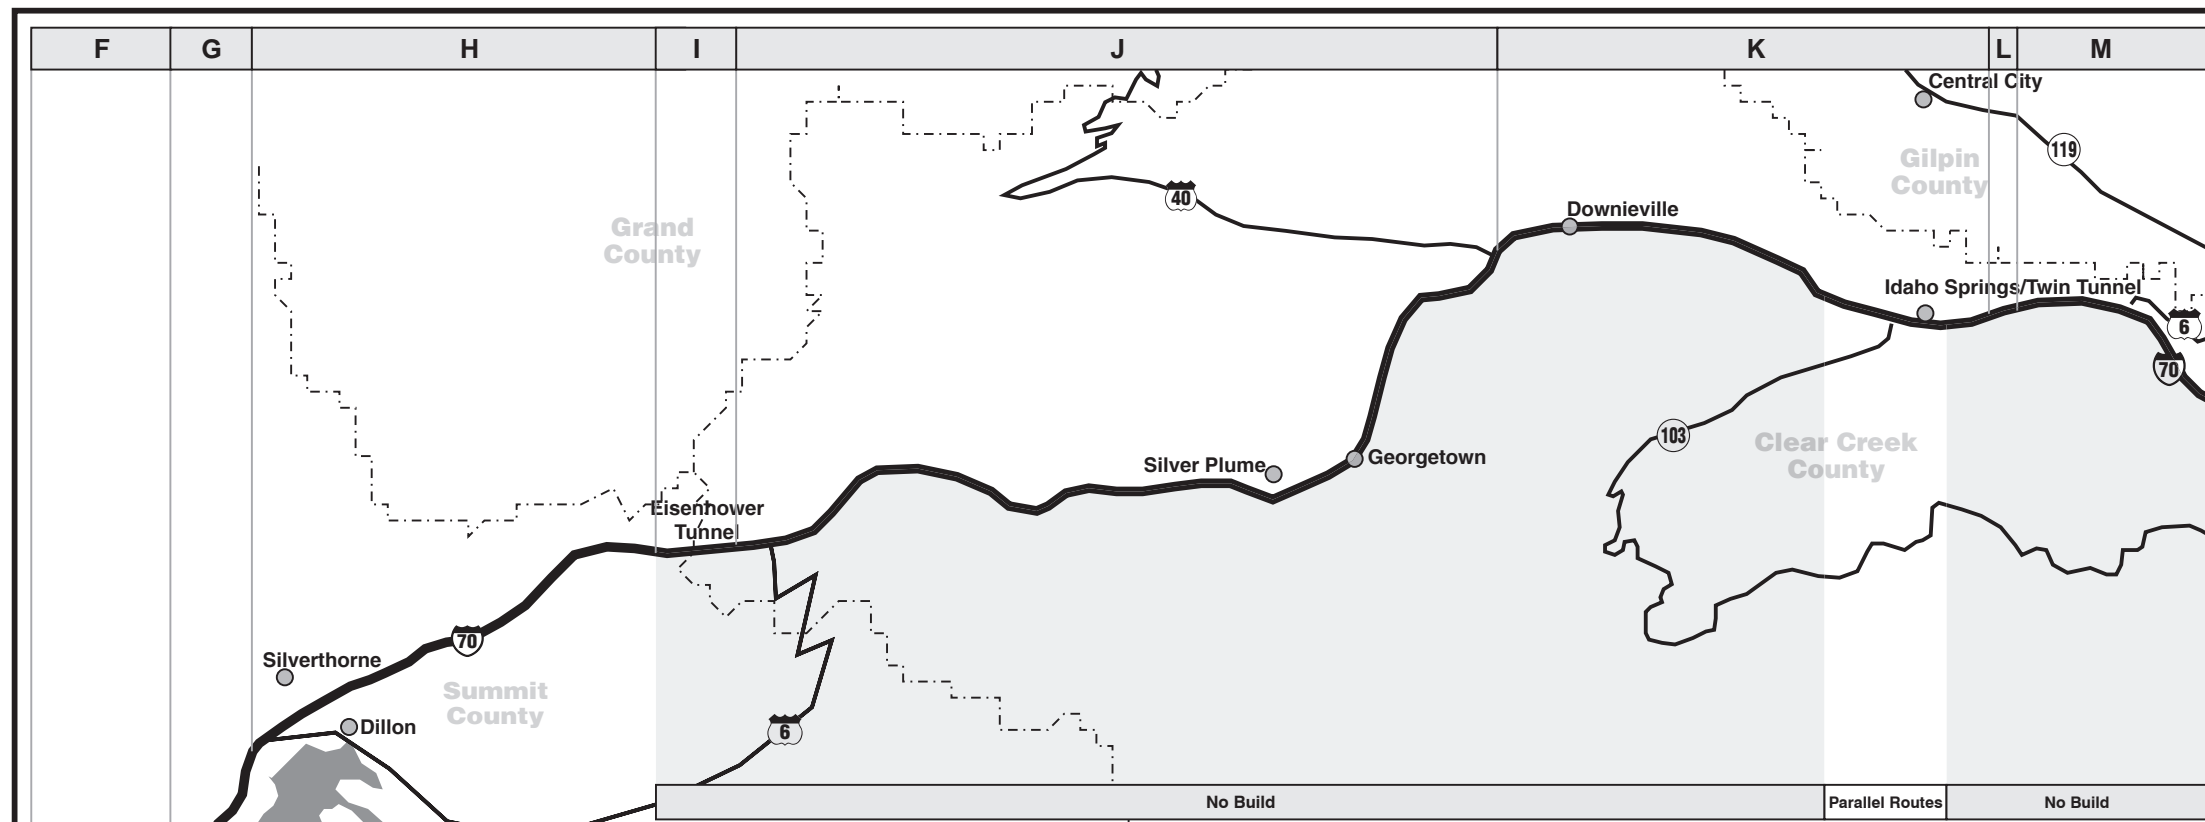 F G H I J K L M
Central City
119
Gilpin
County
40
Downieville
Grand
County
Idaho Springs/Twin Tunnel
6
70
103
Clear Creek
County
Silver Plume
Georgetown
Eisenhower
Tunnel
70
Silverthorne
Summit
County
Dillon
6
No Build
Parallel Routes
No Build